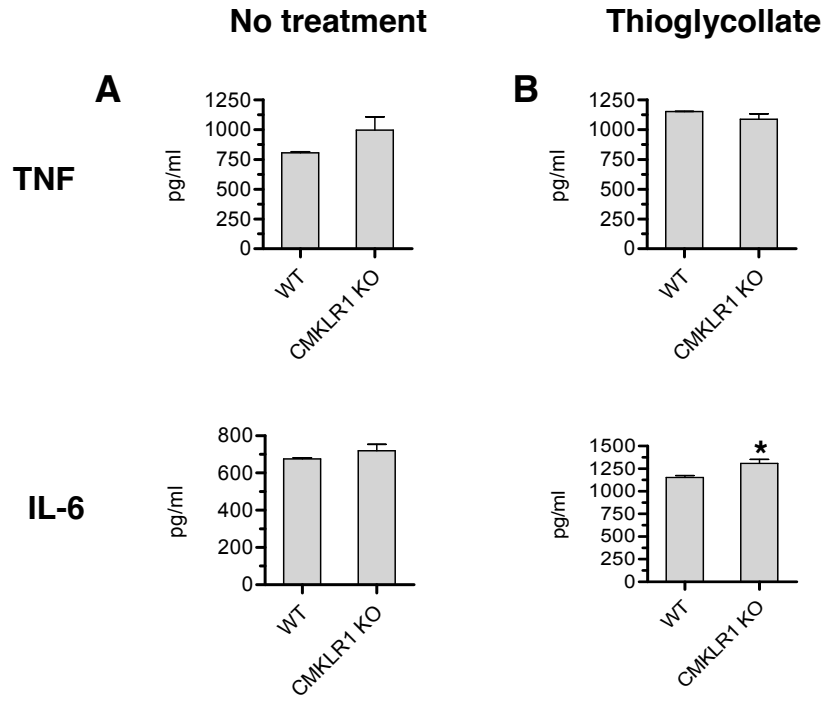 No treatment
Thioglycollate
A
B
TNF
pg/ml
1250
1000
750
500
250
0
WT
CMKLR1 KO
pg/ml
1250
1000
750
500
250
0
WT
CMKLR1 KO
IL-6
pg/ml
800
600
400
200
0
WT
CMKLR1 KO
pg/ml
1500
1250
1000
750
500
250
0
*
WT
CMKLR1 KO